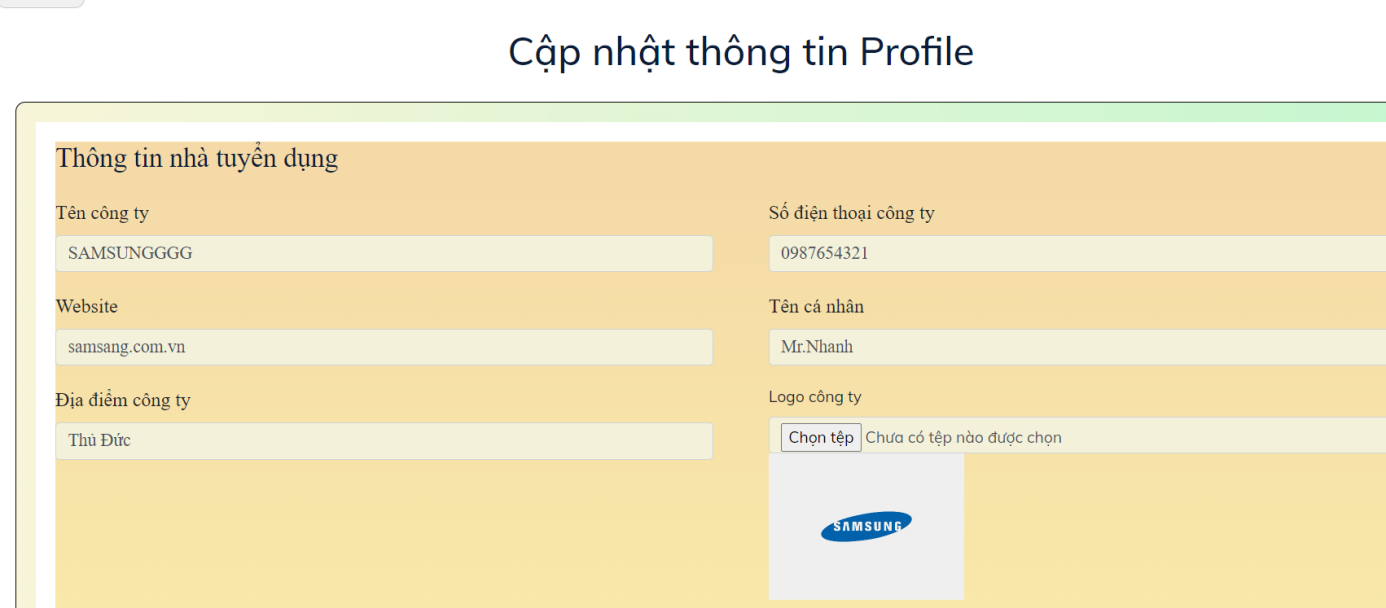 Cập nhật thông tin Profile
Thông tin nhà tuyển dụng
Tên công ty
SAMSUNGGGG
Số điện thoại công ty
0987654321
Website
samsang.com.vn
Tên cá nhân
Mr.Nhanh
Địa điểm công ty
Thủ Đức
Logo công ty
Chọn tệp Chưa có tệp nào được chọn
SAMSUNG